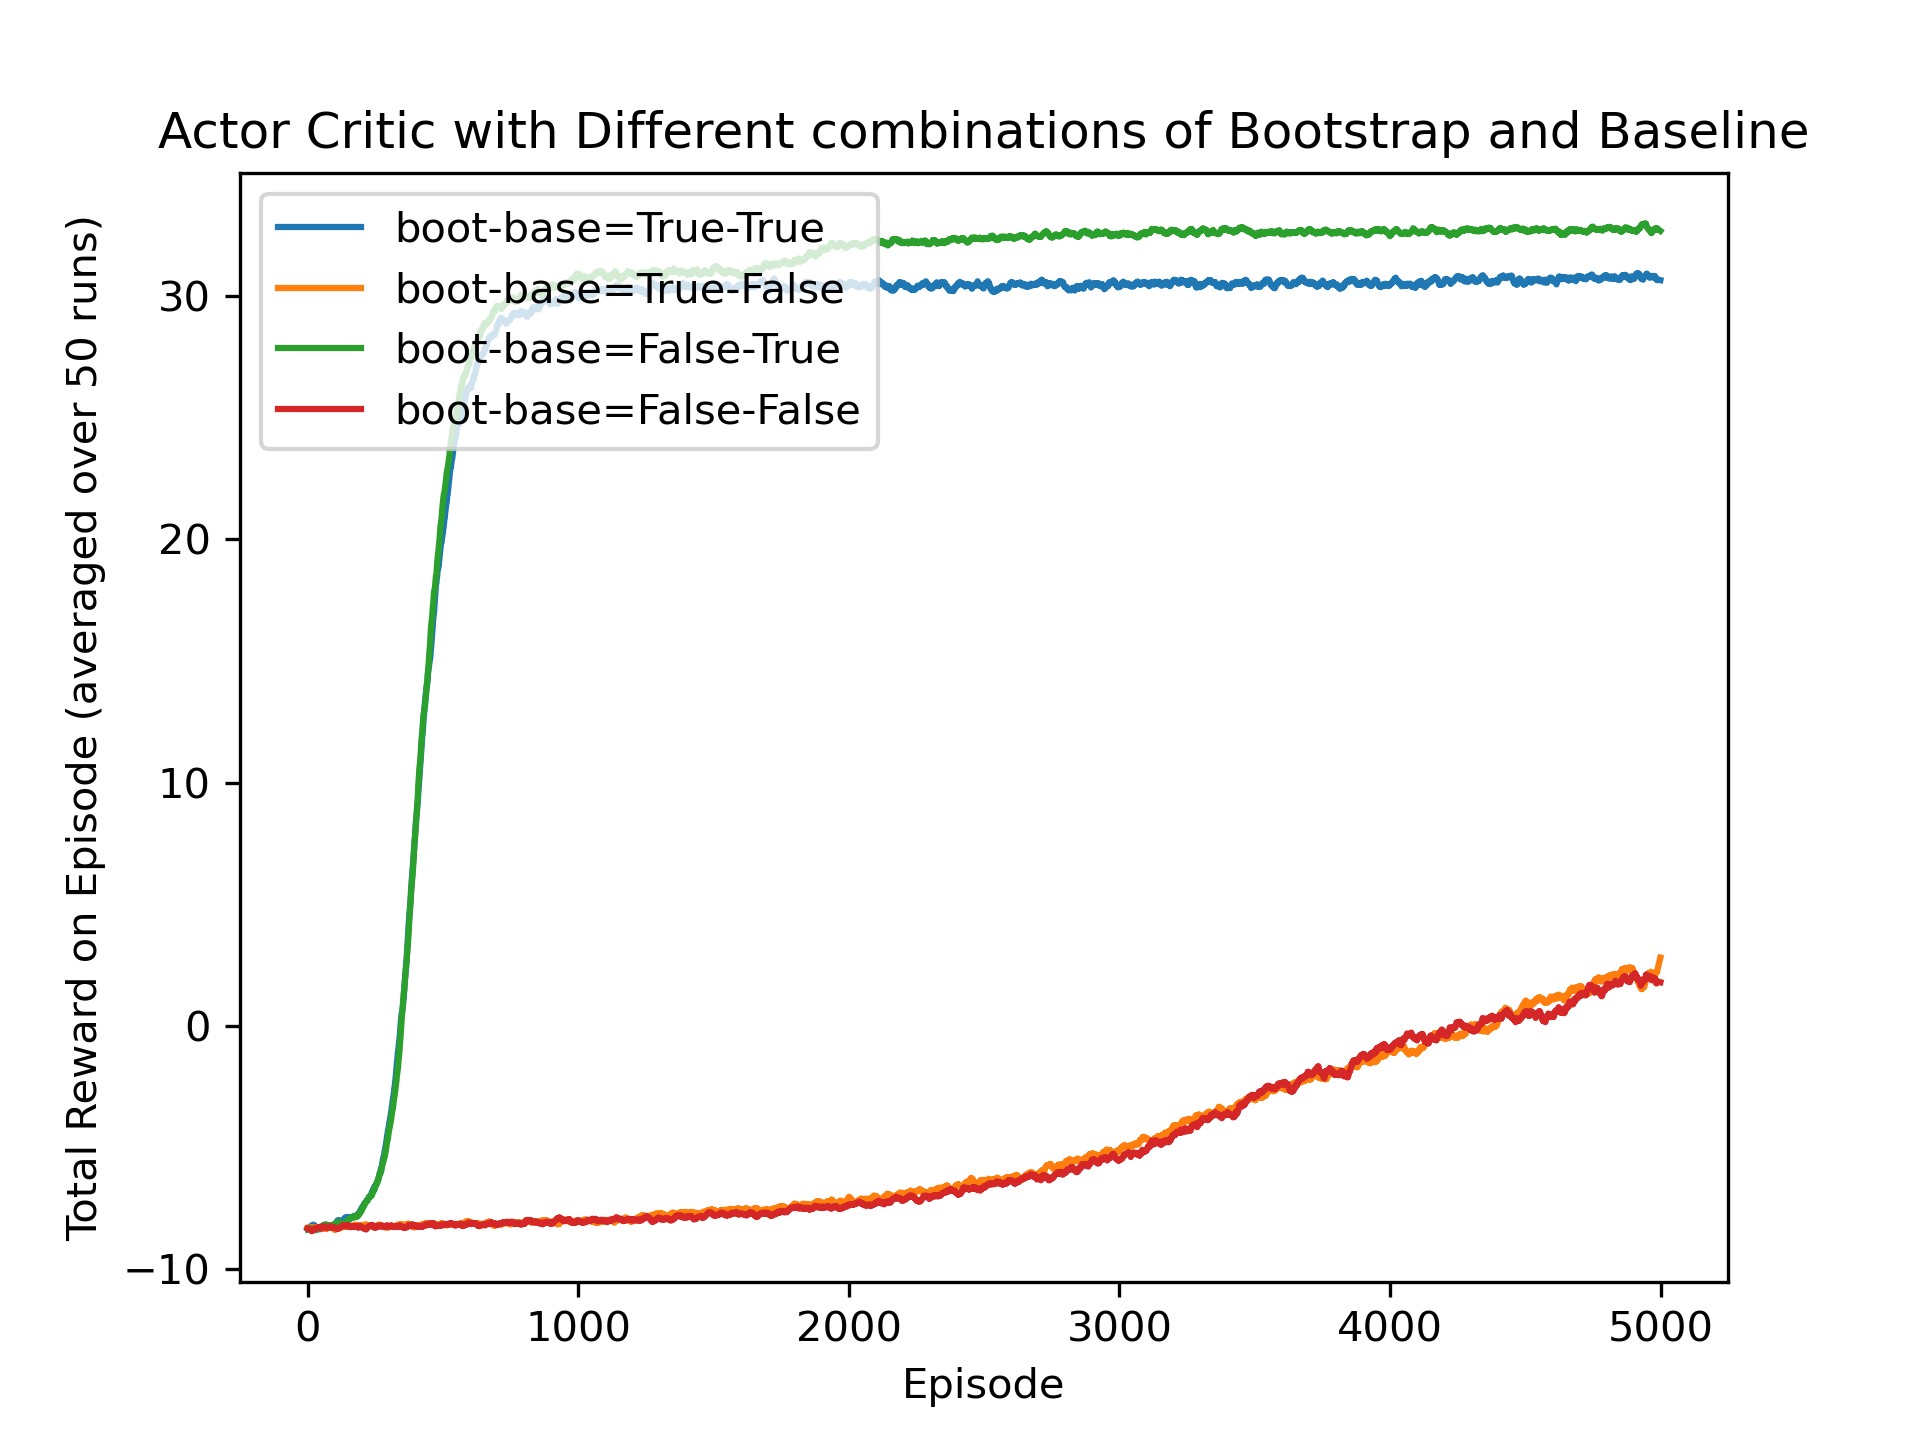 Actor Critic with Different combinations of Bootstrap and Baseline
boot-base=True-True
boot-base=True-False
boot-base=False-True
boot-base=False-False
Total Reward on Episode (averaged over 50 runs)
30
20
10
0
−10
0 1000 2000 3000 4000 5000
Episode